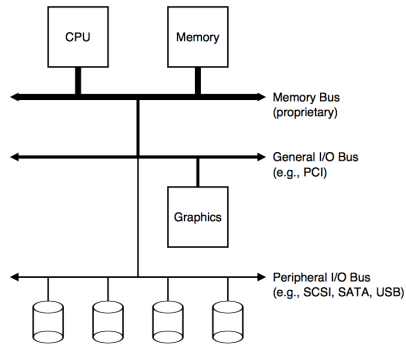 CPU
Memory
Memory Bus
(proprietary)
General I/O Bus
(e.g., PCI)
Graphics
Peripheral I/O Bus
(e.g., SCSI, SATA, USB)